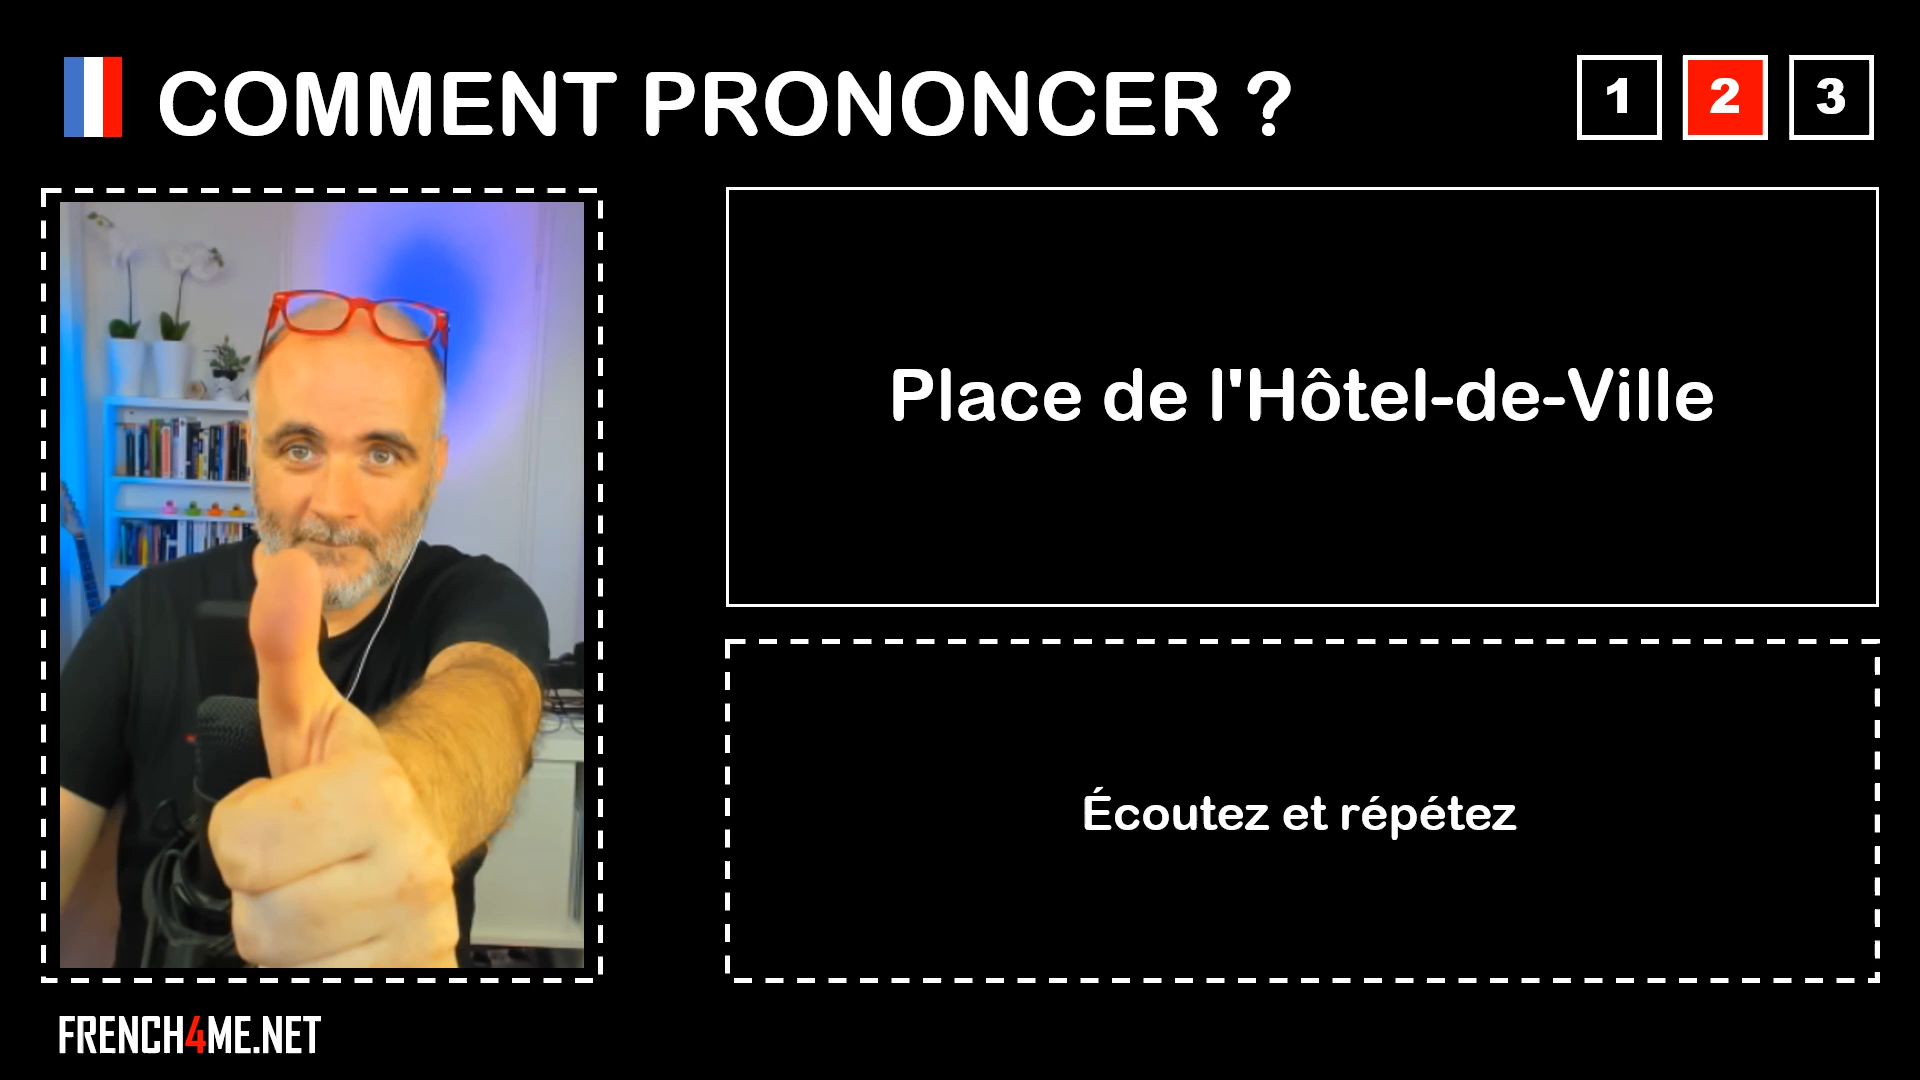 COMMENT PRONONCER ?
1 2 3
Place de l'Hôtel-de-Ville
Écoutez et répétez
FRENCH4ME.NET